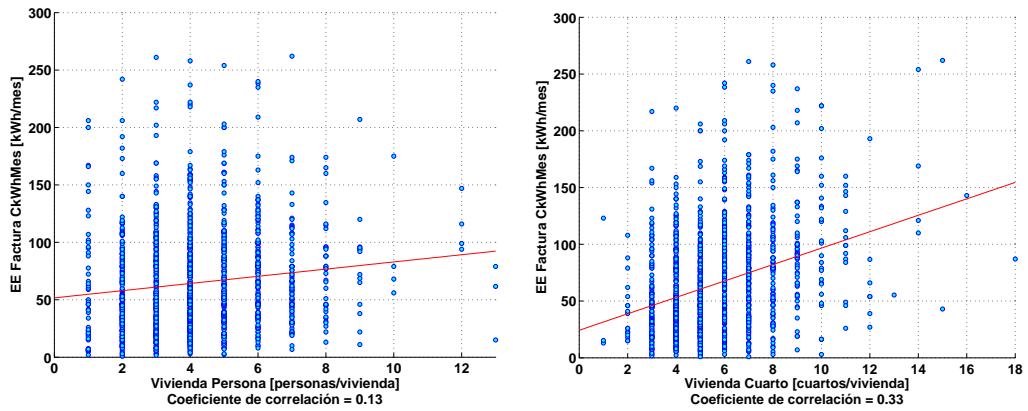 300
250
200
150
100
50
0
EE Factura CkWhMes [kWh/mes]
0 2 4 6 8 10 12
Vivienda Persona [personas/vivienda]
Coeficiente de correlación = 0.13
300
250
200
150
100
50
0
EE Factura CkWhMes [kWh/mes]
0 2 4 6 8 10 12 14 16 18
Vivienda Cuarto [cuartos/vivienda]
Coeficiente de correlación = 0.33